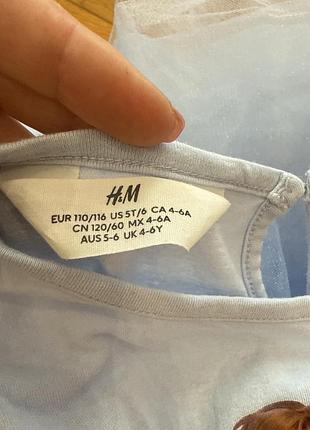 H&M
EUR 110/116 US 5T/6 CA 4-6A
CN 120/60 MX 4-6A
AUS 5-6 UK 4-6Y